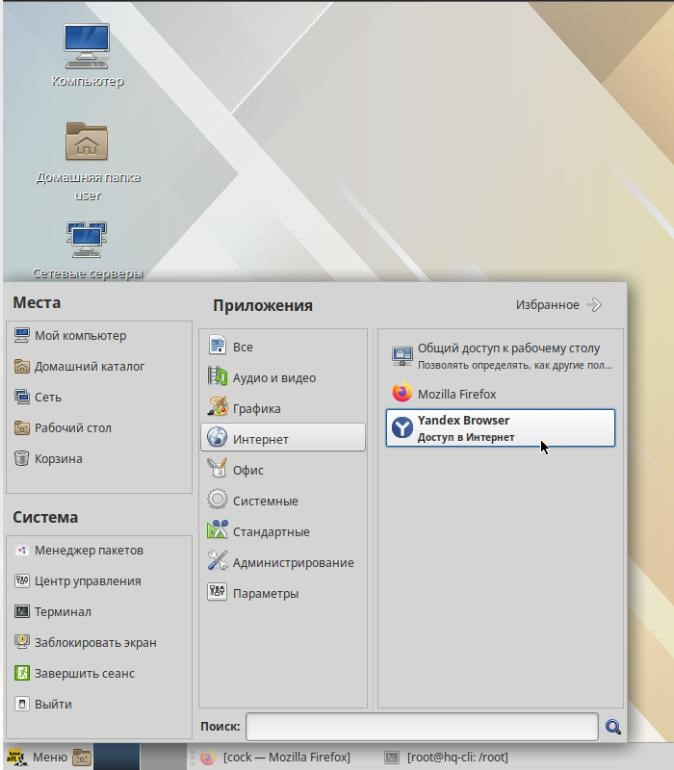 Компьютер
Домашняя папка
user
Сетевые серверы
Места
Мой компьютер
Домашний каталог
Сеть
Рабочий стол
Корзина
Система
Менеджер пакетов
Центр управления
Терминал
Заблокировать экран
Завершить сеанс
Выйти
Приложения
Избранное
Все
Аудио и видео
Графика
Интернет
Офис
Системные
Стандартные
Администрирование
Параметры
Общий доступ к рабочему столу
Позволять определять, как другие пол...
Mozilla Firefox
Yandex Browser
Доступ в Интернет
Поиск:
Меню
[cock — Mozilla Firefox]
[root@hq-cli: /root]